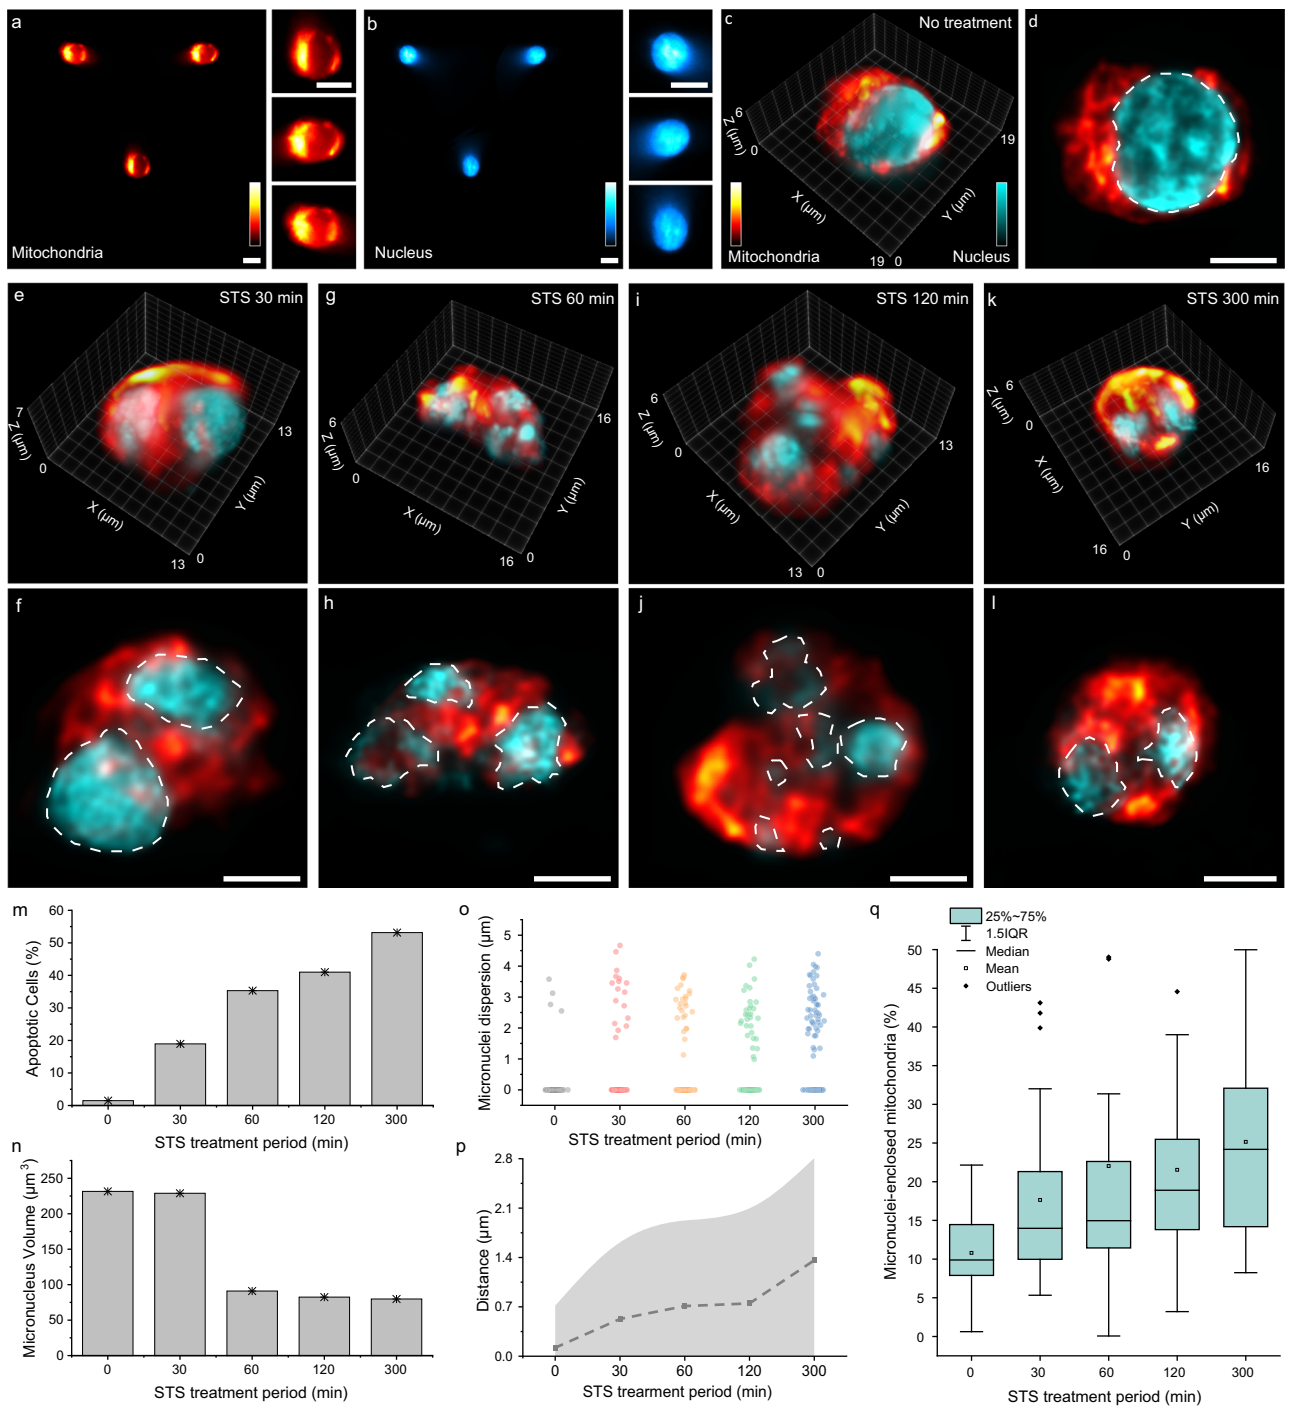 a
Mitochondria
b
Nucleus
c
No treatment
6
Z (μm)
0
X (μm)
Y (μm)
19
19 0
Mitochondria
Nucleus
d
e
STS 30 min
7
Z (μm)
0
X (μm)
13
0
Y (μm)
13
g
STS 60 min
6
Z (μm)
0
X (μm)
16
0
Y (μm)
16
i
STS 120 min
6
Z (μm)
0
X (μm)
13
0
Y (μm)
13
k
STS 300 min
6
0
X (μm)
16
0
Y (μm)
16
f
h
j
l
m
Apoptotic Cells (%)
60
50
40
30
20
10
0
0 30 60 120 300
STS treatment period (min)
n
Micronucleus Volume (μm³)
250
200
150
100
50
0
0 30 60 120 300
STS treatment period (min)
o
Micronuclei dispersion (μm)
5
4
3
2
1
0
0 30 60 120 300
STS treatment period (min)
p
Distance (μm)
2.8
2.1
1.4
0.7
0.0
0 30 60 120 300
STS trearment period (min)
q
25%~75%
1.5IQR
Median
Mean
Outliers
Micronuclei-enclosed mitochondria (%)
50
45
40
35
30
25
20
15
10
5
0
0 30 60 120 300
STS treatment period (min)